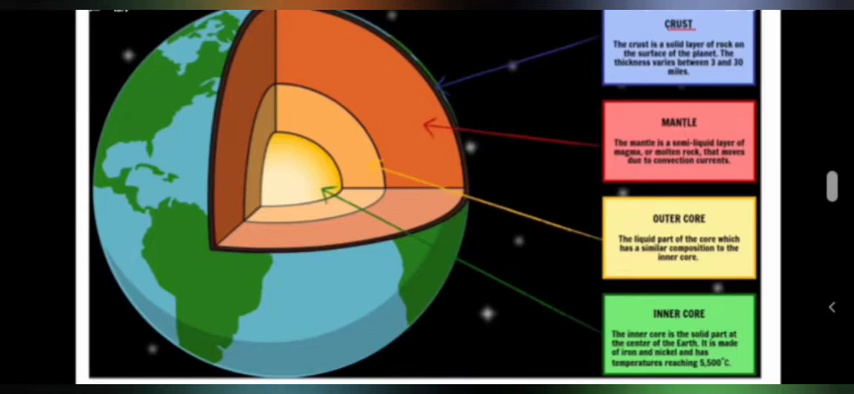 CRUST
The crust is a solid layer of rock on
the surface of the planet. The
thickness varies between 3 and 30
miles.
MANTLE
The mantle is a semi-liquid layer of
magma, or molten rock, that moves
due to convection currents.
OUTER CORE
The liquid part of the core which
has a similar composition to the
inner core.
INNER CORE
The inner core is the solid part at
the center of the Earth. It is made
of iron and nickel and has
temperatures reaching 5,500°C.